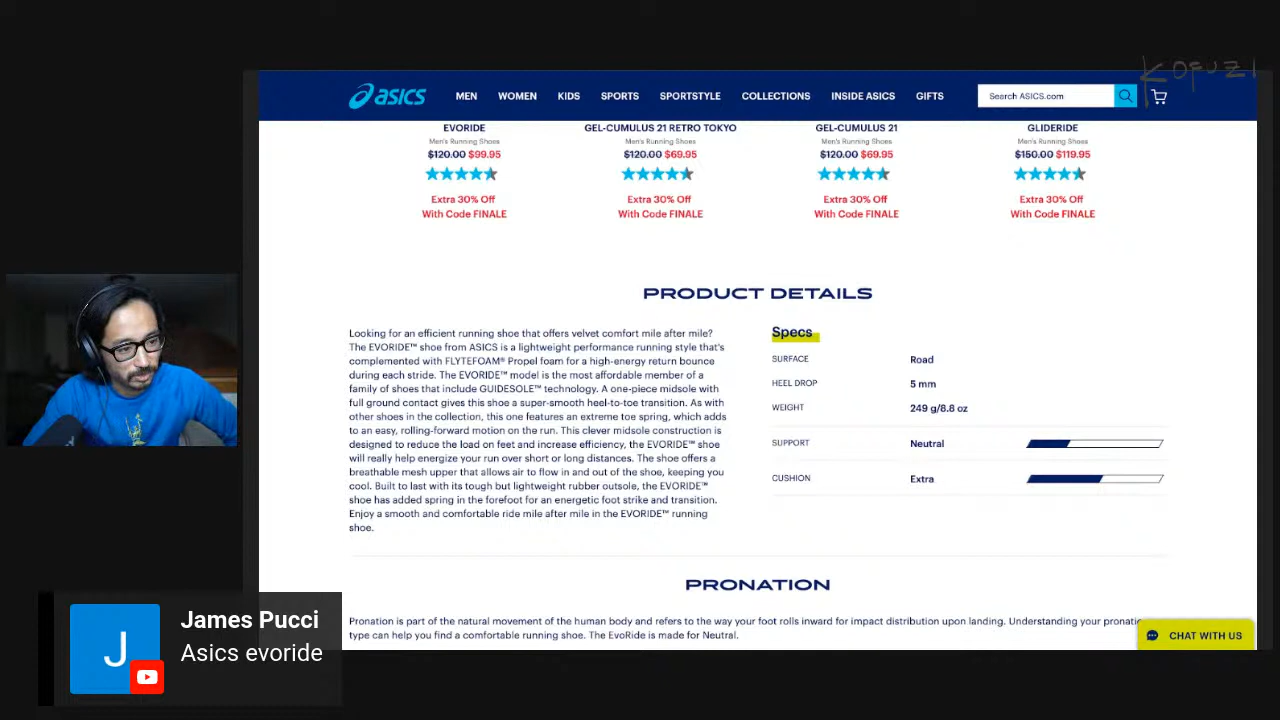 KOFUZI
asics
MEN WOMEN KIDS SPORTS SPORTSTYLE COLLECTIONS INSIDE ASICS GIFTS
Search ASICS.com
EVORIDE
Men's Running Shoes
$120.00 $99.95
Extra 30% Off
With Code FINALE
GEL-CUMULUS 21 RETRO TOKYO
Men's Running Shoes
$120.00 $69.95
Extra 30% Off
With Code FINALE
GEL-CUMULUS 21
Men's Running Shoes
$120.00 $69.95
Extra 30% Off
With Code FINALE
GLIDERIDE
Men's Running Shoes
$150.00 $119.95
Extra 30% Off
With Code FINALE
PRODUCT DETAILS
Looking for an efficient running shoe that offers velvet comfort mile after mile?
The EVORIDE™ shoe from ASICS is a lightweight performance running style that's
complemented with FLYTEFOAM® Propel foam for a high-energy return bounce
during each stride. The EVORIDE™ model is the most affordable member of a
family of shoes that include GUIDESOLE™ technology. A one-piece midsole with
full ground contact gives this shoe a super-smooth heel-to-toe transition. As with
other shoes in the collection, this one features an extreme toe spring, which adds
to an easy, rolling-forward motion on the run. This clever midsole construction is
designed to reduce the load on feet and increase efficiency, the EVORIDE™ shoe
will really help energize your run over short or long distances. The shoe offers a
breathable mesh upper that allows air to flow in and out of the shoe, keeping you
cool. Built to last with its tough but lightweight rubber outsole, the EVORIDE™
shoe has added spring in the forefoot for an energetic foot strike and transition.
Enjoy a smooth and comfortable ride mile after mile in the EVORIDE™ running
shoe.
Specs
SURFACE Road
HEEL DROP 5 mm
WEIGHT 249 g/8.8 oz
SUPPORT Neutral
CUSHION Extra
PRONATION
Pronation is part of the natural movement of the human body and refers to the way your foot rolls inward for impact distribution upon landing. Understanding your pronatio
type can help you find a comfortable running shoe. The EvoRide is made for Neutral.
CHAT WITH US
J
James Pucci
Asics evoride